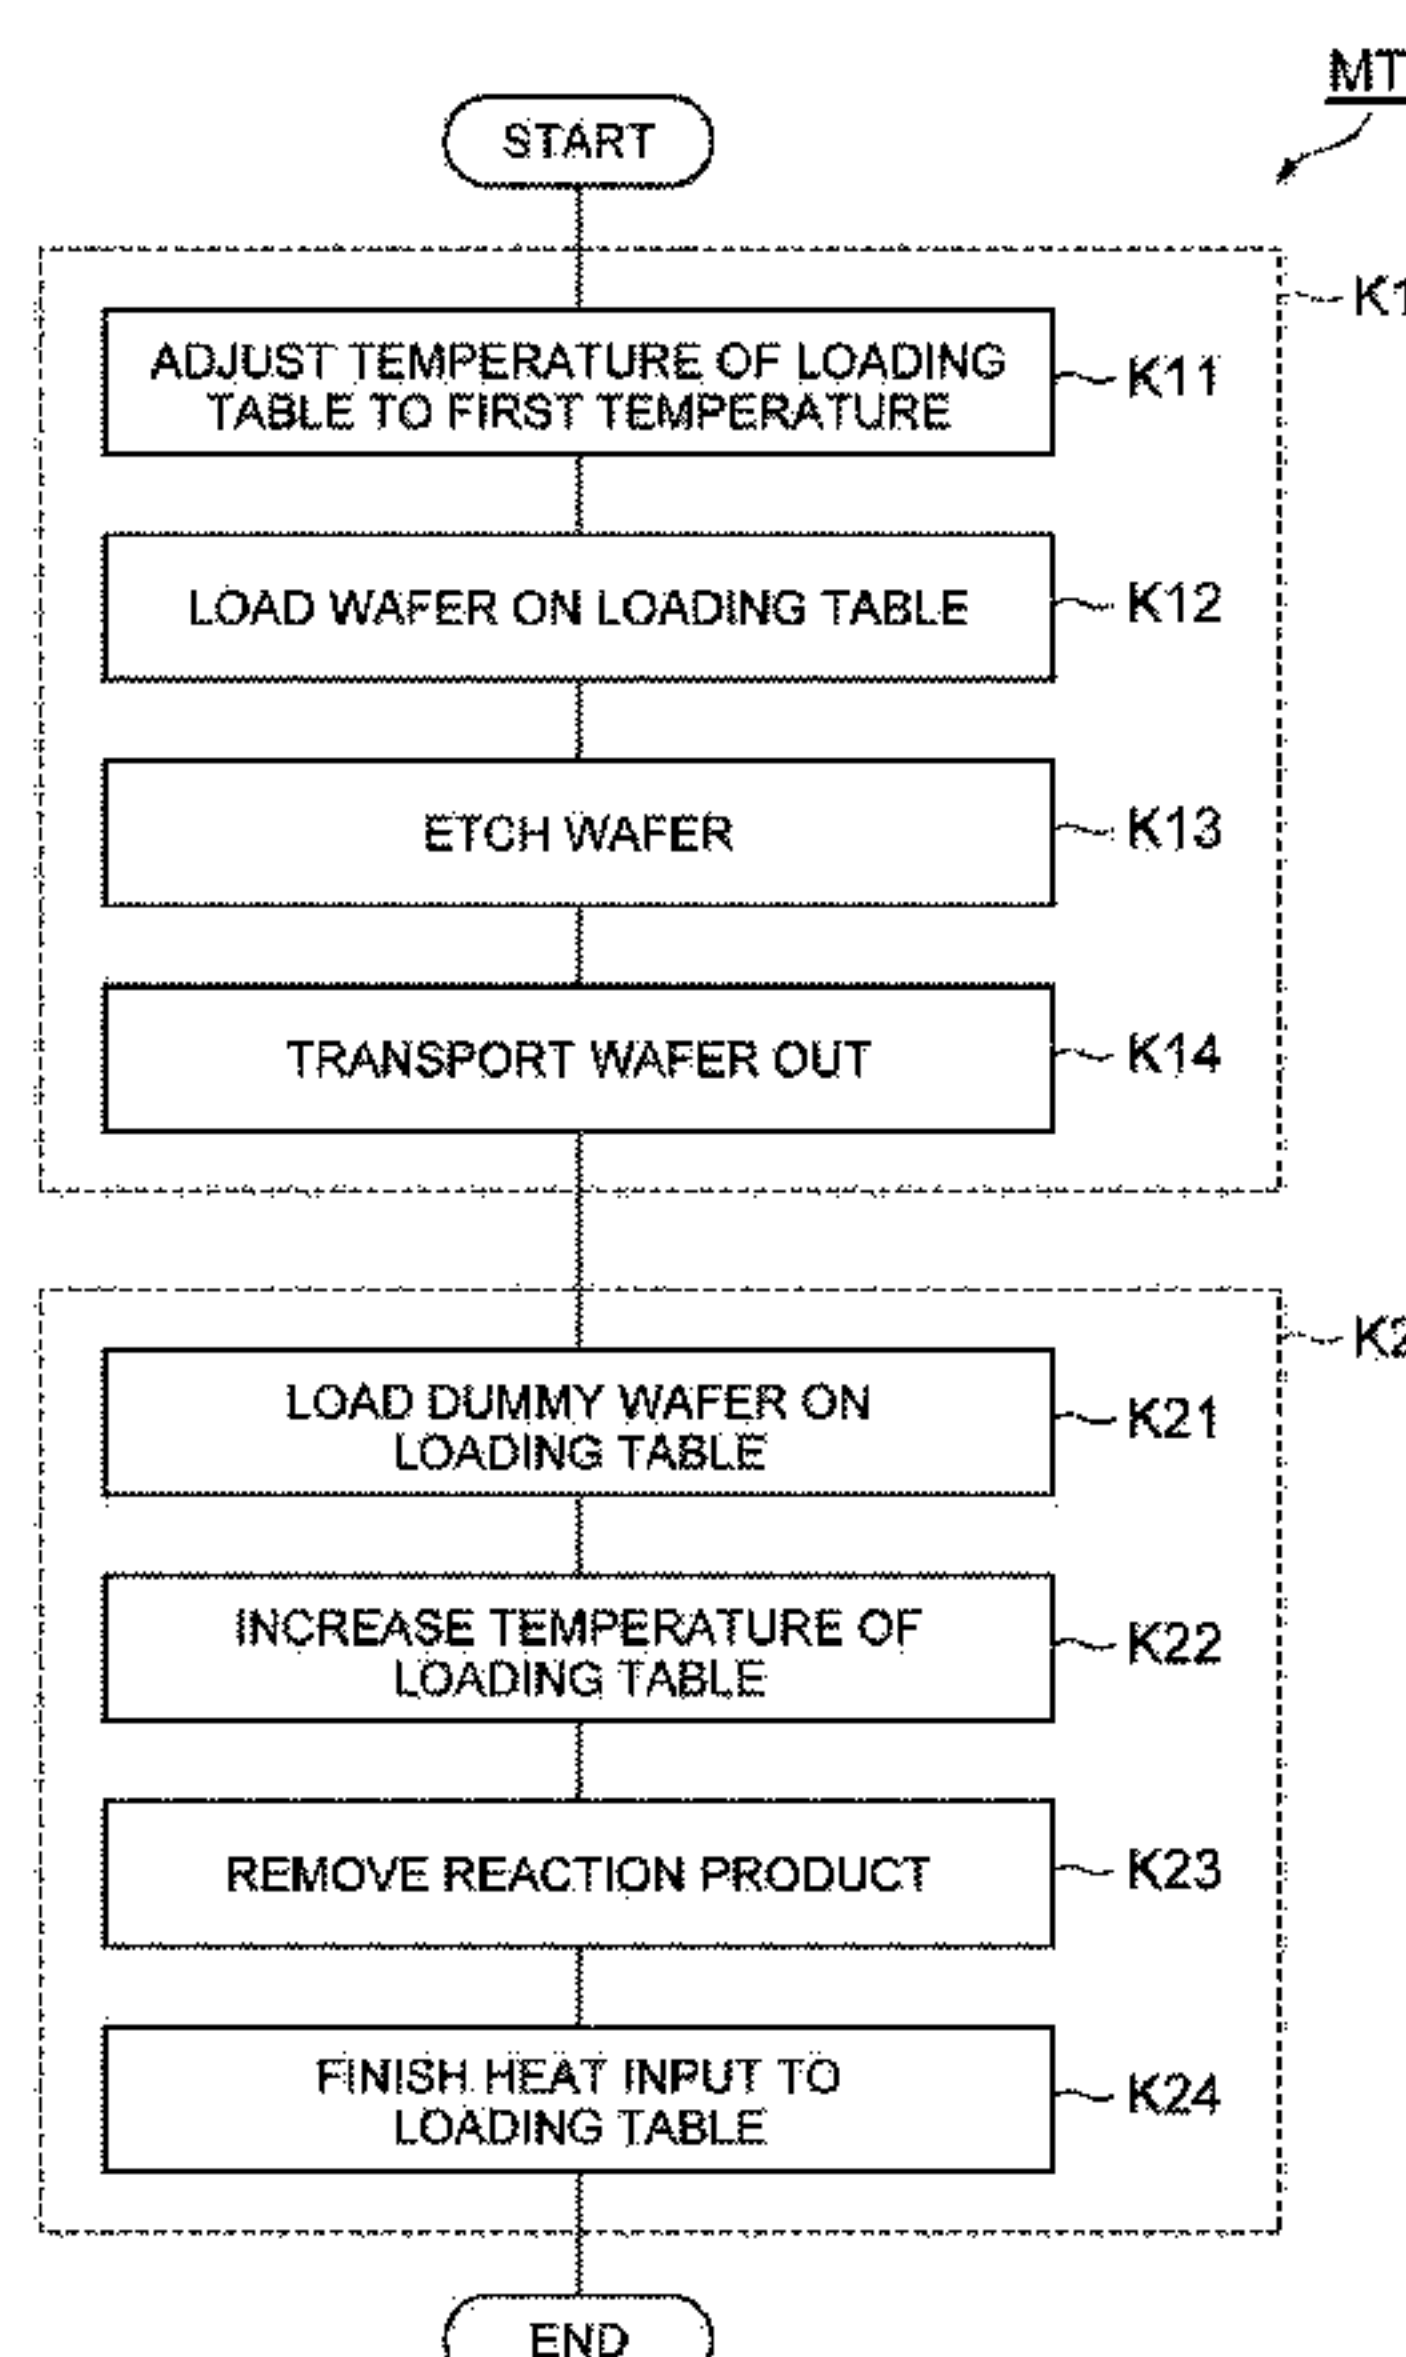 MT
START
K1
ADJUST TEMPERATURE OF LOADING
TABLE TO FIRST TEMPERATURE
K11
LOAD WAFER ON LOADING TABLE
K12
ETCH WAFER
K13
TRANSPORT WAFER OUT
K14
K2
LOAD DUMMY WAFER ON
LOADING TABLE
K21
INCREASE TEMPERATURE OF
LOADING TABLE
K22
REMOVE REACTION PRODUCT
K23
FINISH HEAT INPUT TO
LOADING TABLE
K24
END